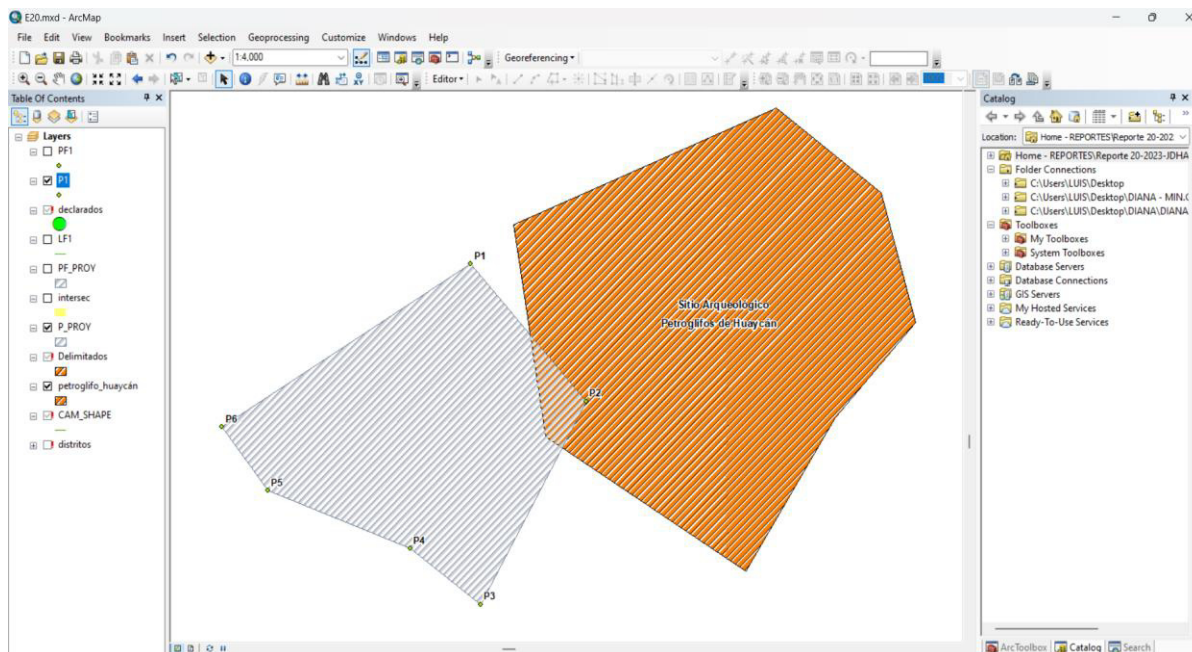 E20.mxd - ArcMap
File Edit View Bookmarks Insert Selection Geoprocessing Customize Windows Help
1:4,000 Georeferencing
Editor
Table Of Contents
Catalog
Location: Home - REPORTES\Reporte 20-202
Layers
PF1
P1
declarados
LF1
PF_PROY
intersec
P_PROY
Delimitados
petroglifo_huaycán
CAM_SHAPE
distritos
P1
P2
P3
P4
P5
P6
Sitio Arqueológico
Petroglifos de Huaycán
Home - REPORTES\Reporte 20-2023-JDHA
Folder Connections
C:\Users\LUIS\Desktop
C:\Users\LUIS\Desktop\DIANA - MIN.C
C:\Users\LUIS\Desktop\DIANA\DIANA
Toolboxes
My Toolboxes
System Toolboxes
Database Servers
Database Connections
GIS Servers
My Hosted Services
Ready-To-Use Services
ArcToolbox Catalog Search